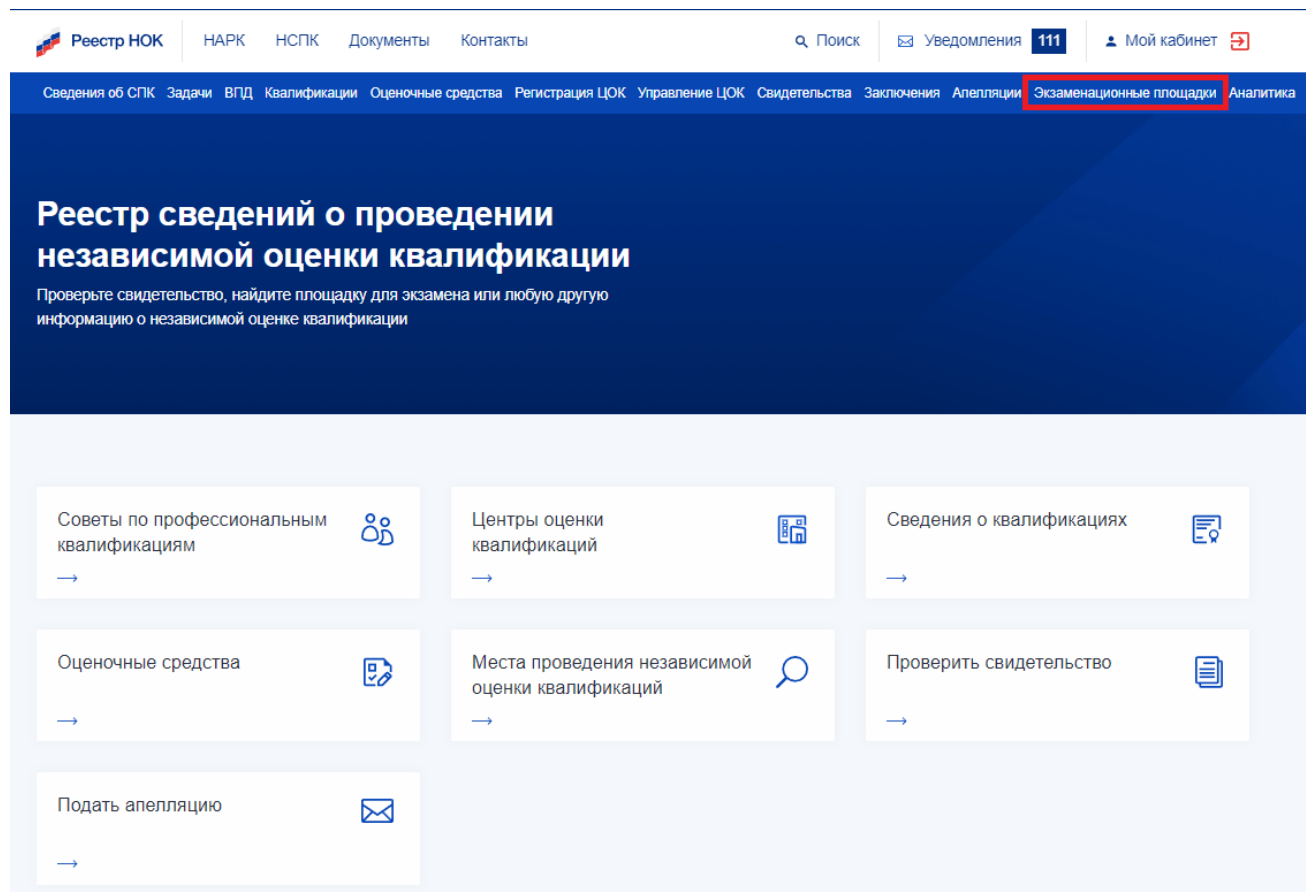 Реестр НОК НАРК НСПК Документы Контакты Поиск Уведомления 111 Мой кабинет
Сведения об СПК Задачи ВПД Квалификации Оценочные средства Регистрация ЦОК Управление ЦОК Свидетельства Заключения Апелляции Экзаменационные площадки Аналитика
Реестр сведений о проведении
независимой оценки квалификации
Проверьте свидетельство, найдите площадку для экзамена или любую другую
информацию о независимой оценке квалификации
Советы по профессиональным
квалификациям
Центры оценки
квалификаций
Сведения о квалификациях
Оценочные средства
Места проведения независимой
оценки квалификаций
Проверить свидетельство
Подать апелляцию